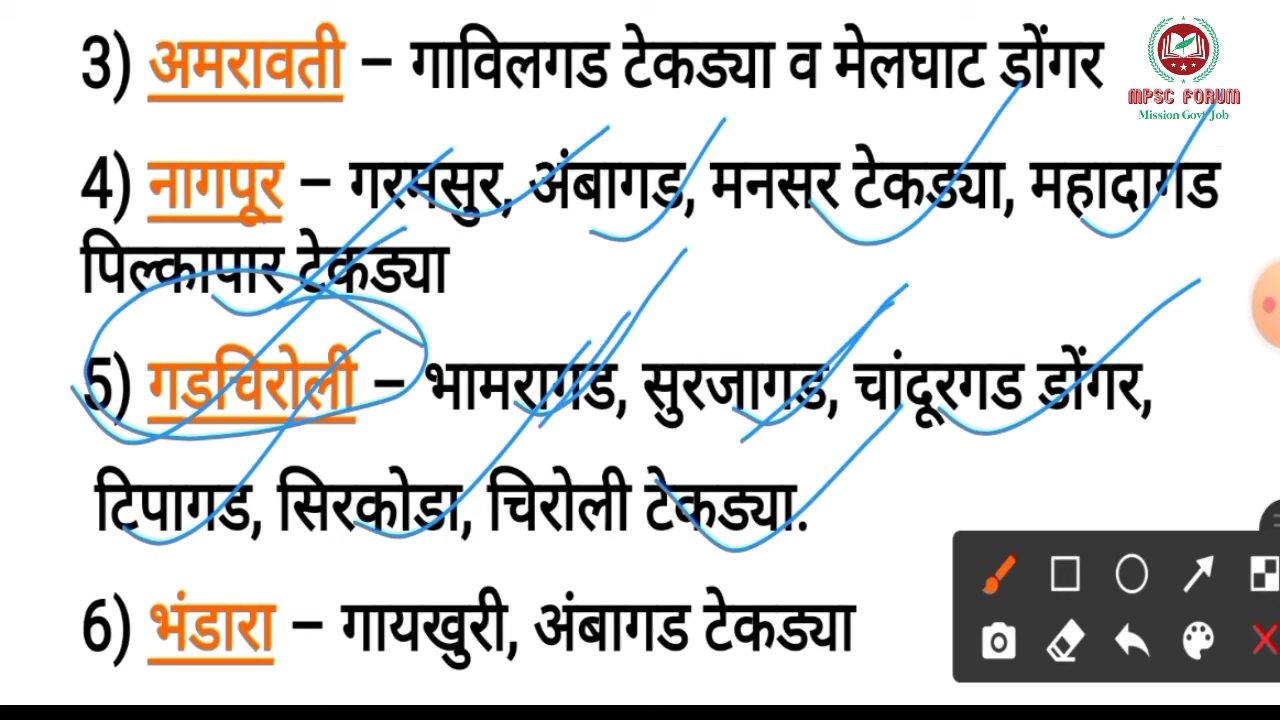 3) अमरावती – गाविलगड टेकड्या व मेलघाट डोंगर
MPSC FORUM
Mission Govt Job
4) नागपूर – गरमसुर, अंबागड, मनसर टेकड्या, महादागड
पिल्कापार टेकड्या
5) गडचिरोली – भामरागड, सुरजागड, चांदूरगड डोंगर,
टिपागड, सिरकोडा, चिरोली टेकड्या.
6) भंडारा – गायखुरी, अंबागड टेकड्या